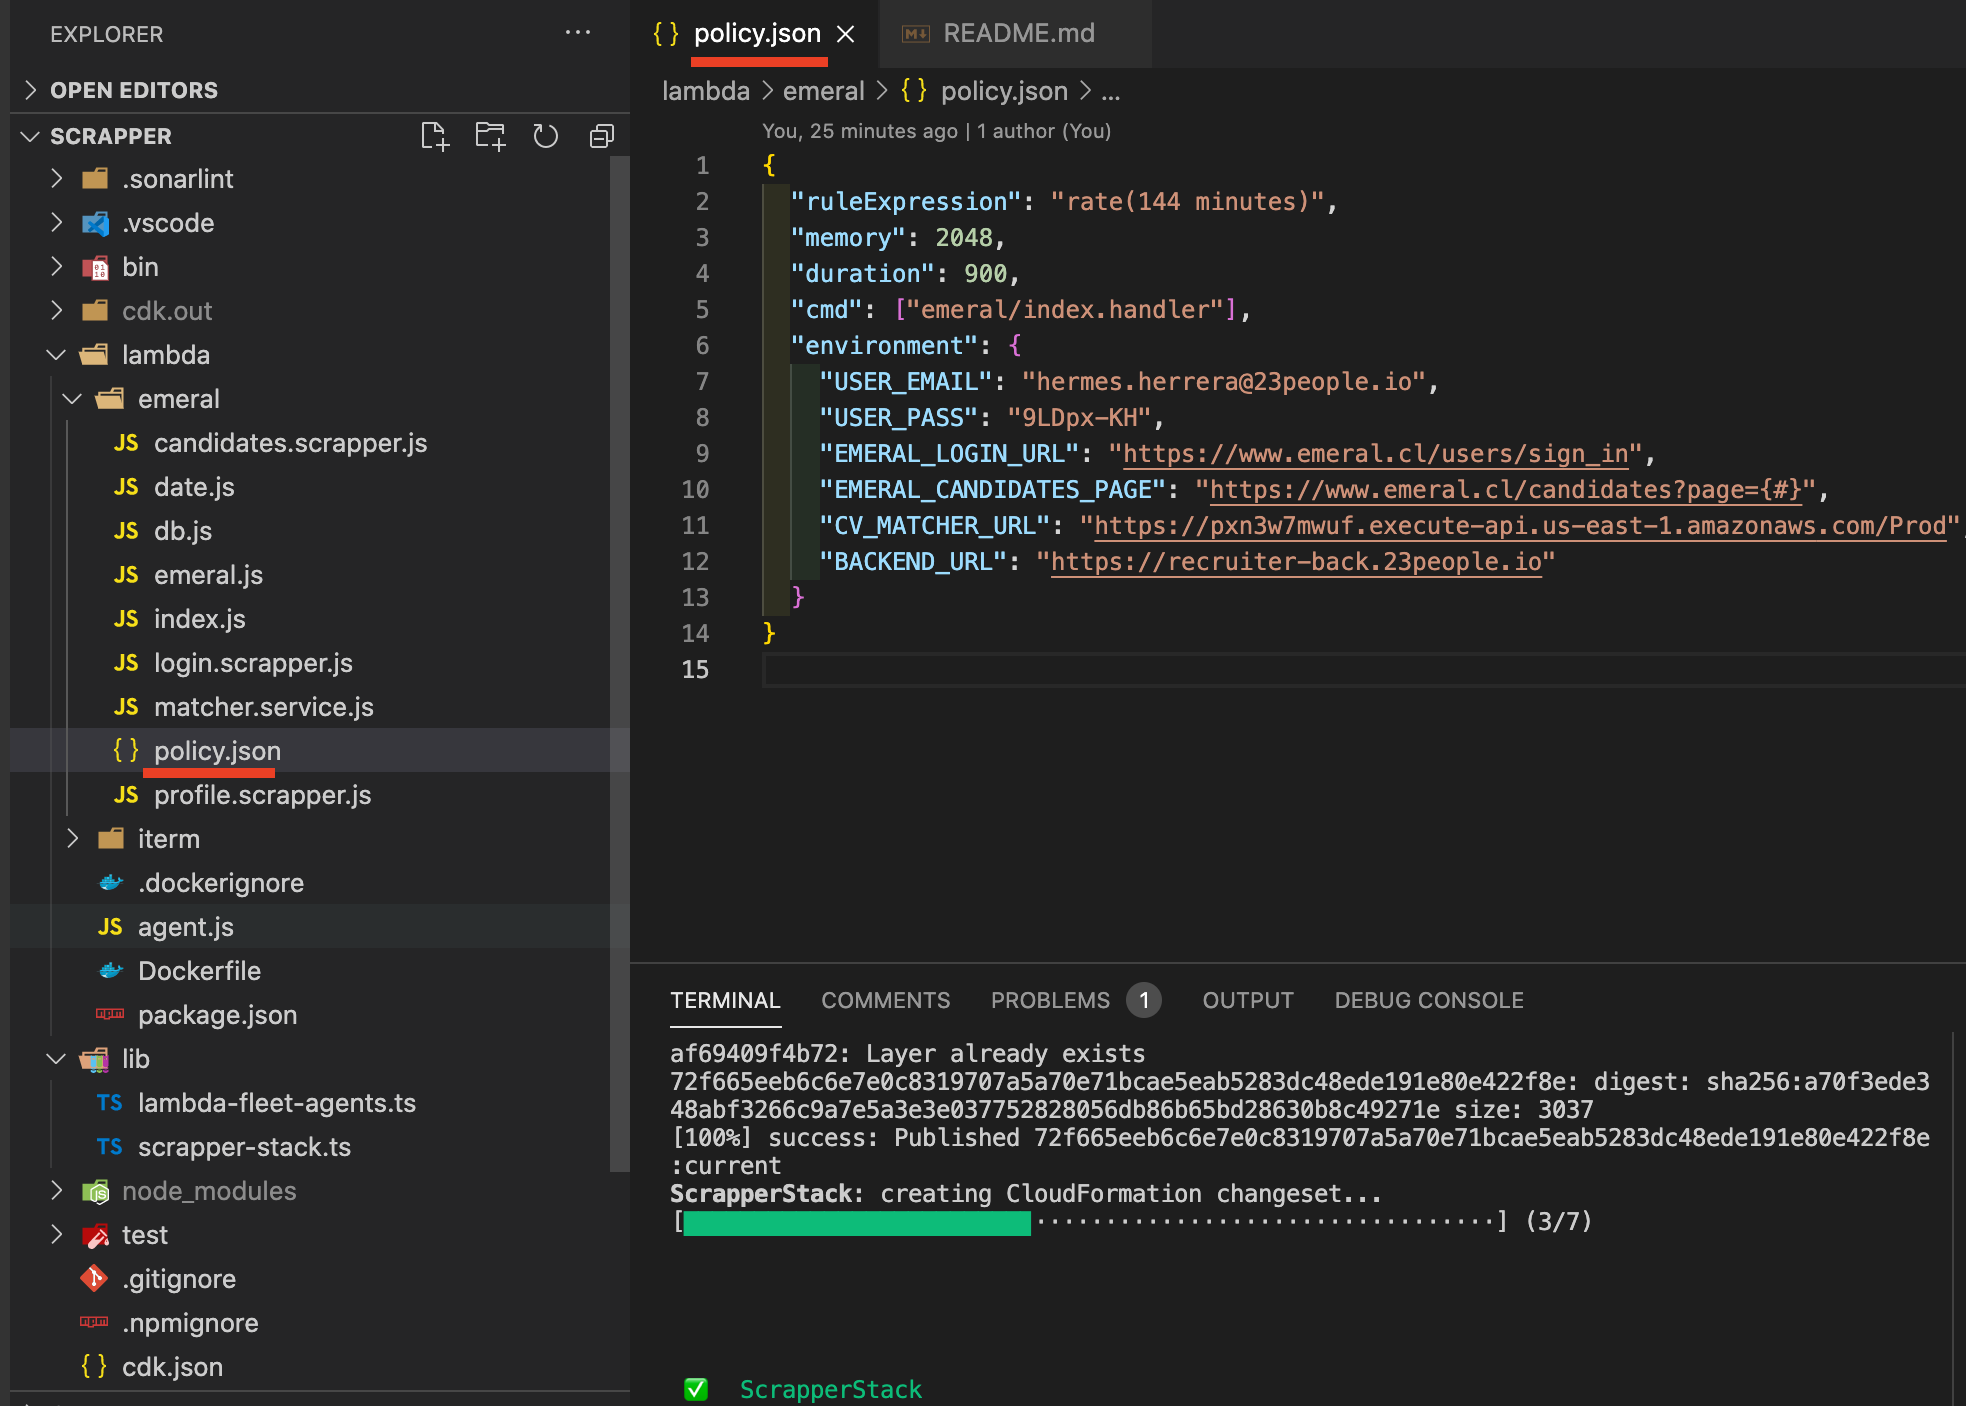 EXPLORER
OPEN EDITORS
SCRAPPER
.sonarlint
.vscode
bin
cdk.out
lambda
emeral
JS candidates.scrapper.js
JS date.js
JS db.js
JS emeral.js
JS index.js
JS login.scrapper.js
JS matcher.service.js
{ } policy.json
JS profile.scrapper.js
iterm
.dockerignore
JS agent.js
Dockerfile
package.json
lib
TS lambda-fleet-agents.ts
TS scrapper-stack.ts
node_modules
test
.gitignore
.npmignore
{ } cdk.json
{ } policy.json
README.md
lambda > emeral > { } policy.json > ...
You, 25 minutes ago | 1 author (You)
1 {
2 "ruleExpression": "rate(144 minutes)",
3 "memory": 2048,
4 "duration": 900,
5 "cmd": ["emeral/index.handler"],
6 "environment": {
7 "USER_EMAIL": "hermes.herrera@23people.io",
8 "USER_PASS": "9LDpx-KH",
9 "EMERAL_LOGIN_URL": "https://www.emeral.cl/users/sign_in",
10 "EMERAL_CANDIDATES_PAGE": "https://www.emeral.cl/candidates?page={#}",
11 "CV_MATCHER_URL": "https://pxn3w7mwuf.execute-api.us-east-1.amazonaws.com/Prod",
12 "BACKEND_URL": "https://recruiter-back.23people.io"
13 }
14 }
15
TERMINAL COMMENTS PROBLEMS 1 OUTPUT DEBUG CONSOLE
af69409f4b72: Layer already exists
72f665eeb6c6e7e0c8319707a5a70e71bcae5eab5283dc48ede191e80e422f8e: digest: sha256:a70f3ede3
48abf3266c9a7e5a3e3e037752828056db86b65bd28630b8c49271e size: 3037
[100%] success: Published 72f665eeb6c6e7e0c8319707a5a70e71bcae5eab5283dc48ede191e80e422f8e
:current
ScrapperStack: creating CloudFormation changeset...
[·································] (3/7)
✅ ScrapperStack